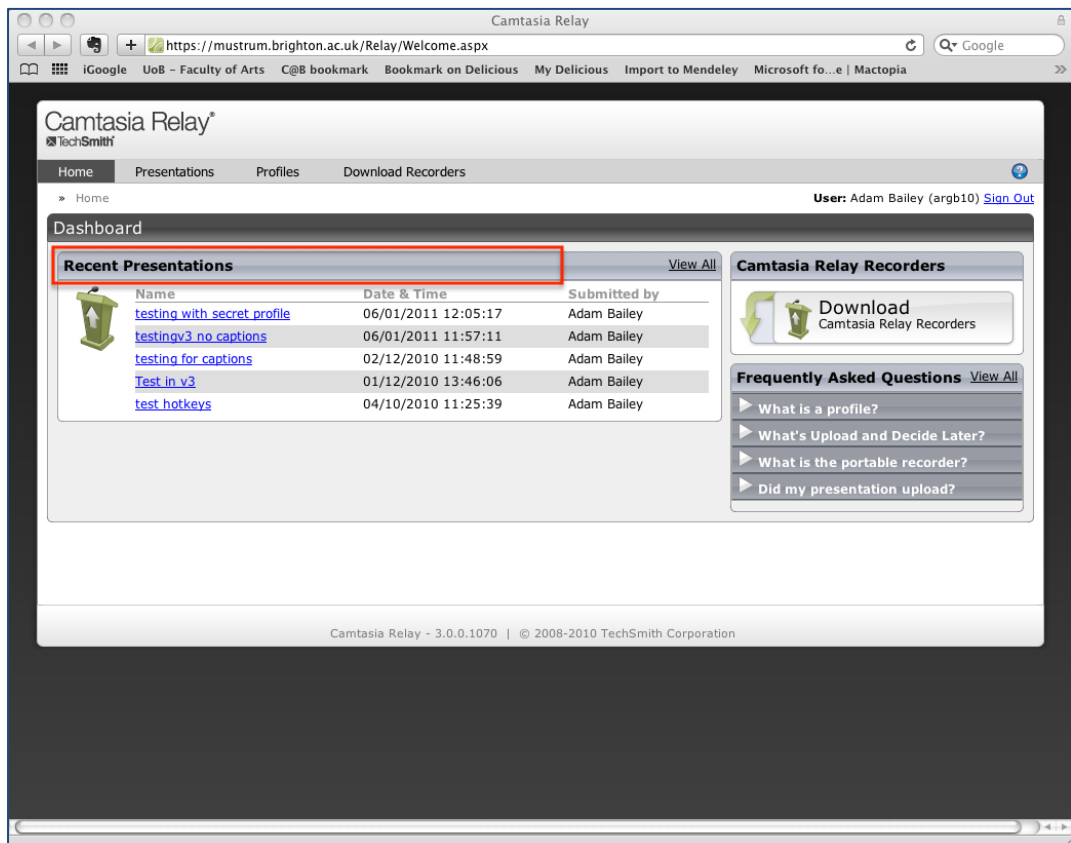 Camtasia Relay
https://mustrum.brighton.ac.uk/Relay/Welcome.aspx
Google
iGoogle UoB – Faculty of Arts C@B bookmark Bookmark on Delicious My Delicious Import to Mendeley Microsoft fo...e | Mactopia
Camtasia Relay®
TechSmith®
Home Presentations Profiles Download Recorders
» Home
User: Adam Bailey (argb10) Sign Out
Dashboard
Recent Presentations View All
Name Date & Time Submitted by
testing with secret profile 06/01/2011 12:05:17 Adam Bailey
testingv3 no captions 06/01/2011 11:57:11 Adam Bailey
testing for captions 02/12/2010 11:48:59 Adam Bailey
Test in v3 01/12/2010 13:46:06 Adam Bailey
test hotkeys 04/10/2010 11:25:39 Adam Bailey
Camtasia Relay Recorders
Download
Camtasia Relay Recorders
Frequently Asked Questions View All
What is a profile?
What's Upload and Decide Later?
What is the portable recorder?
Did my presentation upload?
Camtasia Relay - 3.0.0.1070 | © 2008-2010 TechSmith Corporation